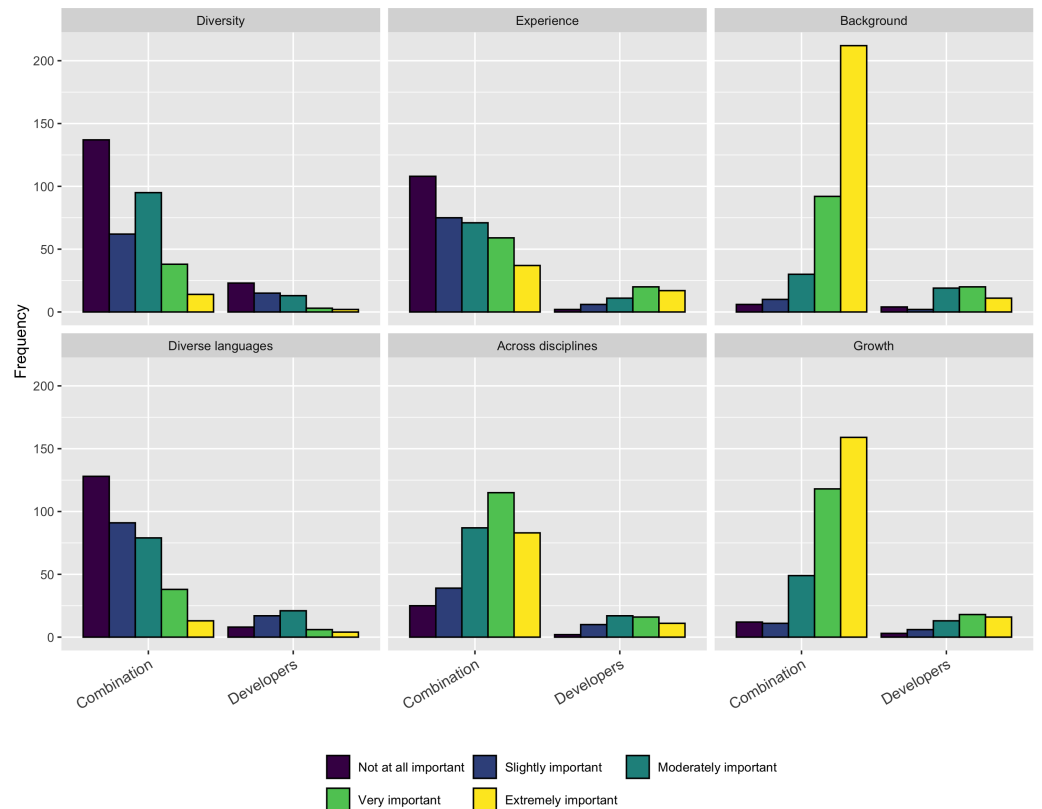 Diversity Experience Background
200
150
100
50
0
Frequency
Diverse languages Across disciplines Growth
200
150
100
50
0
Combination Developers Combination Developers Combination Developers
Not at all important Slightly important Moderately important
Very important Extremely important